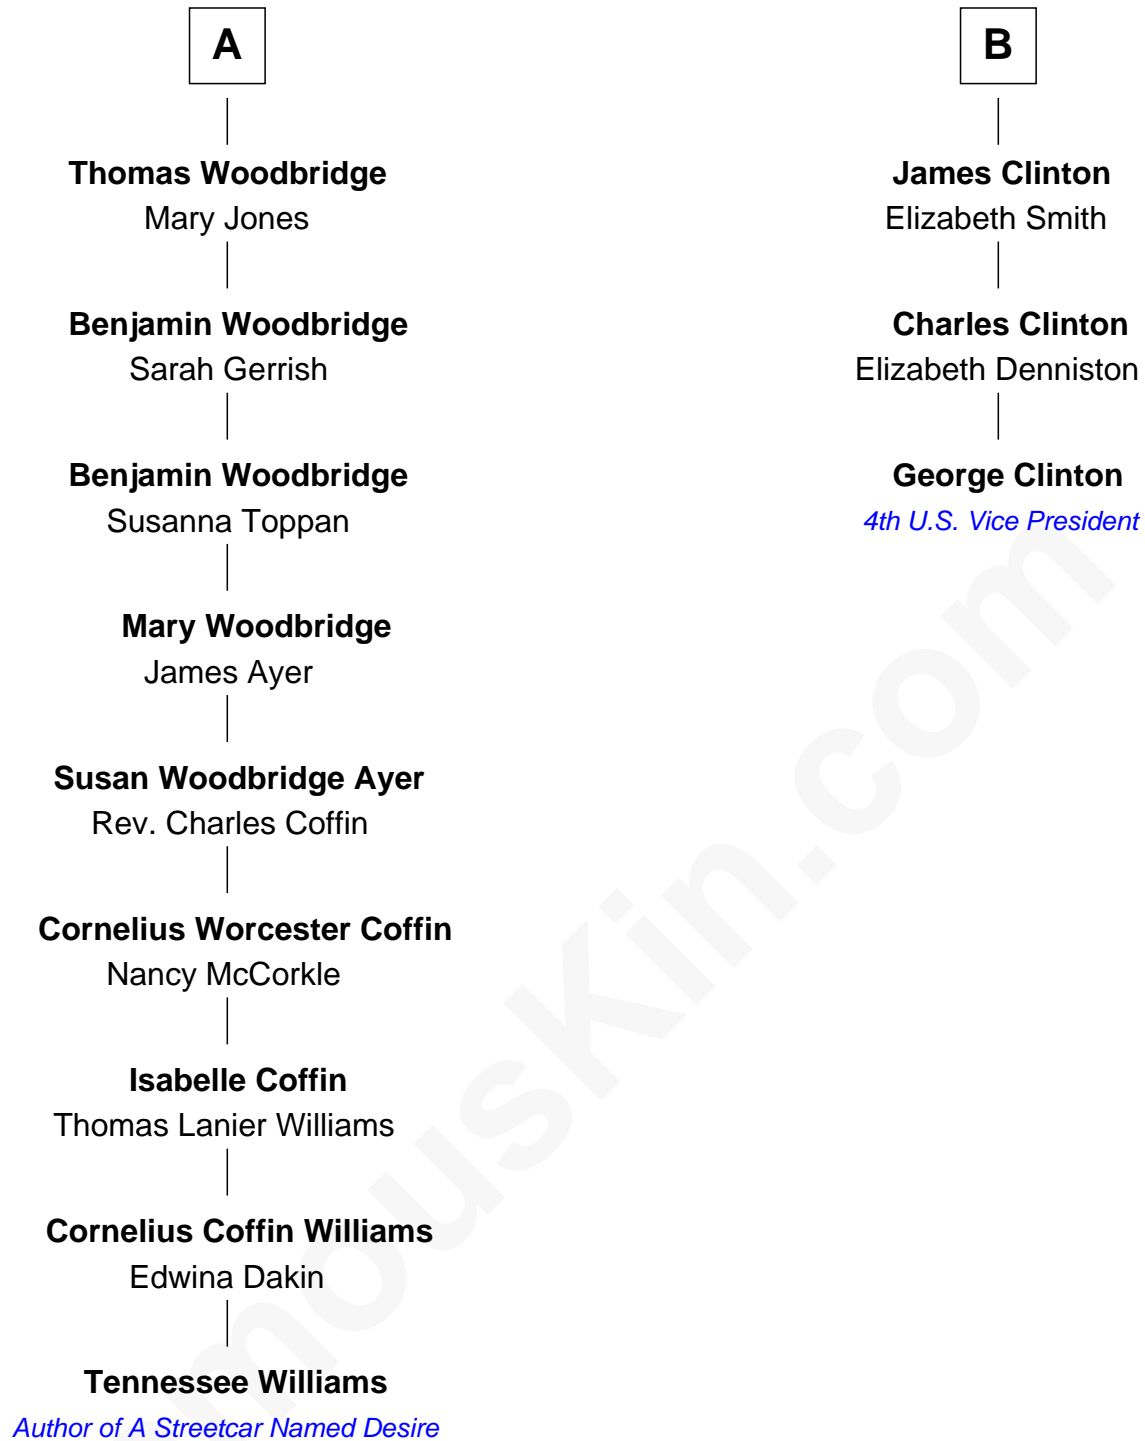 A
Thomas Woodbridge
Mary Jones
Benjamin Woodbridge
Sarah Gerrish
Benjamin Woodbridge
Susanna Toppan
Mary Woodbridge
James Ayer
Susan Woodbridge Ayer
Rev. Charles Coffin
Cornelius Worcester Coffin
Nancy McCorkle
Isabelle Coffin
Thomas Lanier Williams
Cornelius Coffin Williams
Edwina Dakin
Tennessee Williams
Author of A Streetcar Named Desire
B
James Clinton
Elizabeth Smith
Charles Clinton
Elizabeth Denniston
George Clinton
4th U.S. Vice President
mousKin.com